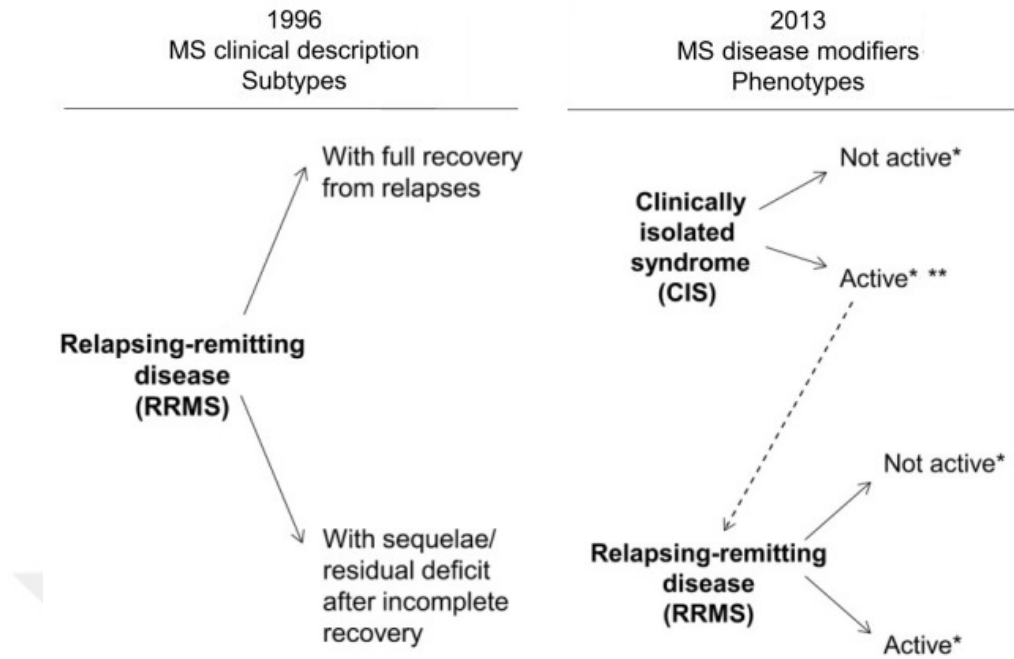 1996
MS clinical description
Subtypes
With full recovery
from relapses
Relapsing-remitting
disease
(RRMS)
With sequelae/
residual deficit
after incomplete
recovery
2013
MS disease modifiers
Phenotypes
Not active*
Clinically
isolated
syndrome
(CIS)
Active* **
Not active*
Relapsing-remitting
disease
(RRMS)
Active*